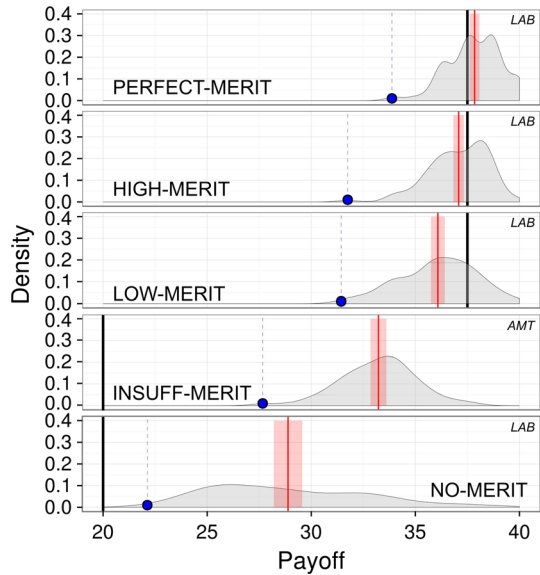 0.4
LAB
0.3
0.2
0.1
PERFECT-MERIT
0.0
0.4
LAB
0.3
0.2
0.1
HIGH-MERIT
0.0
0.4
LAB
0.3
0.2
0.1
LOW-MERIT
0.0
0.4
AMT
0.3
0.2
0.1
INSUFF-MERIT
0.0
0.4
LAB
0.3
0.2
0.1
NO-MERIT
0.0
Density
20 25 30 35 40
Payoff